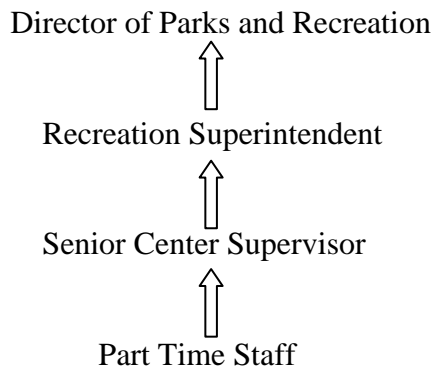 Director of Parks and Recreation
Recreation Superintendent
Senior Center Supervisor
Part Time Staff